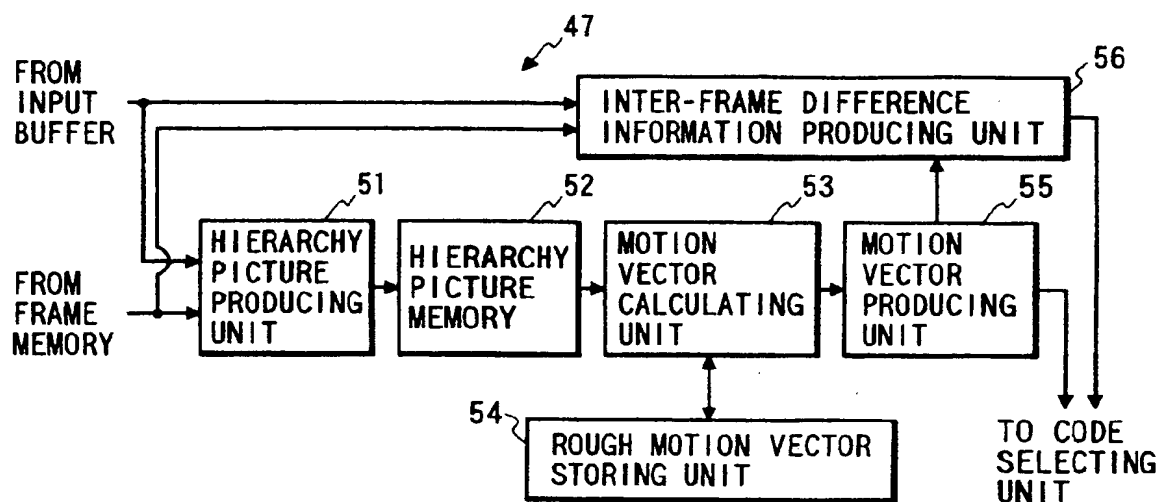 47
FROM
INPUT
BUFFER
56
INTER-FRAME DIFFERENCE
INFORMATION PRODUCING UNIT
51
HIERARCHY
PICTURE
PRODUCING
UNIT
52
HIERARCHY
PICTURE
MEMORY
53
MOTION
VECTOR
CALCULATING
UNIT
55
MOTION
VECTOR
PRODUCING
UNIT
FROM
FRAME
MEMORY
54
ROUGH MOTION VECTOR
STORING UNIT
TO CODE
SELECTING
UNIT